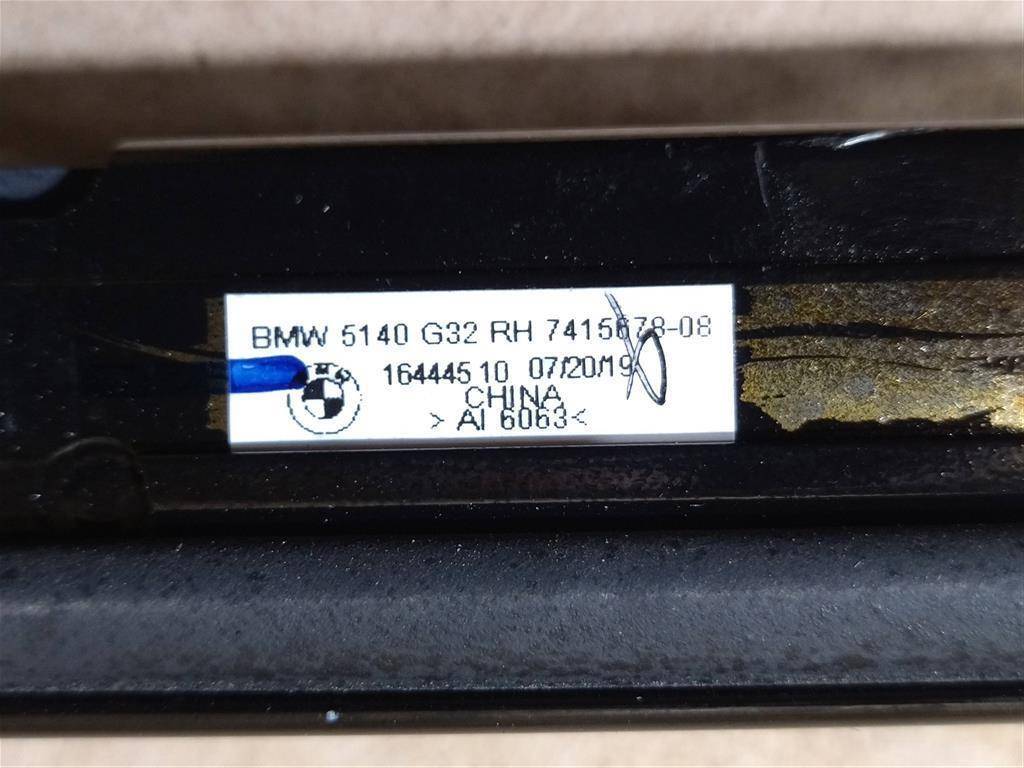 BMW 5140 G32 RH 7415678-08
16444510 07/20/19
CHINA
>Al 6063<